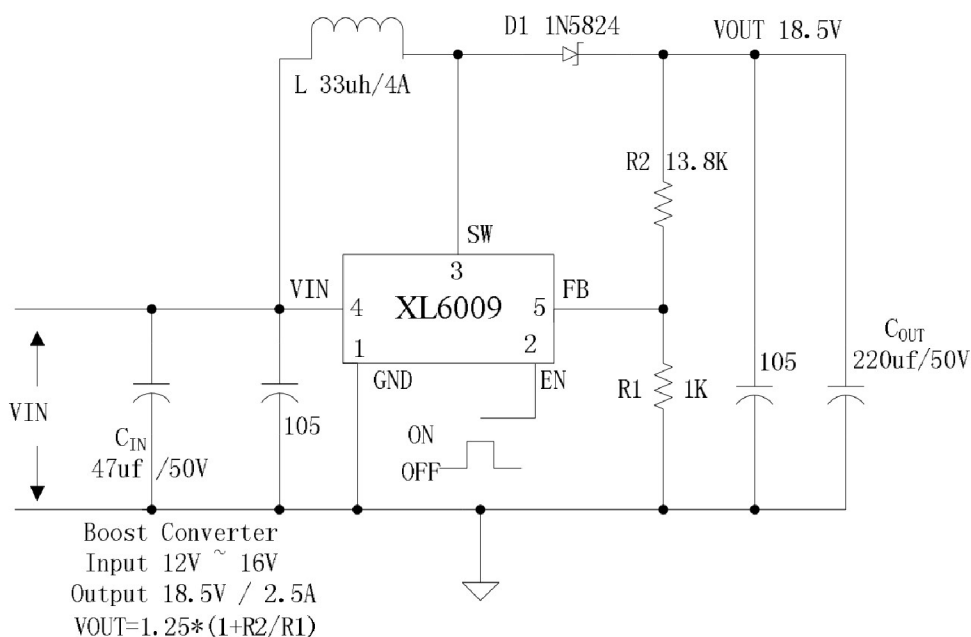 D1 1N5824
VOUT 18.5V
L 33uh/4A
R2 13.8K
SW
3
VIN
4
XL6009
5
FB
1
2
GND
EN
R1
1K
105
C_OUT
220uf/50V
VIN
C_IN
47uf /50V
105
ON
OFF
Boost Converter
Input 12V ~ 16V
Output 18.5V / 2.5A
VOUT=1.25*(1+R2/R1)